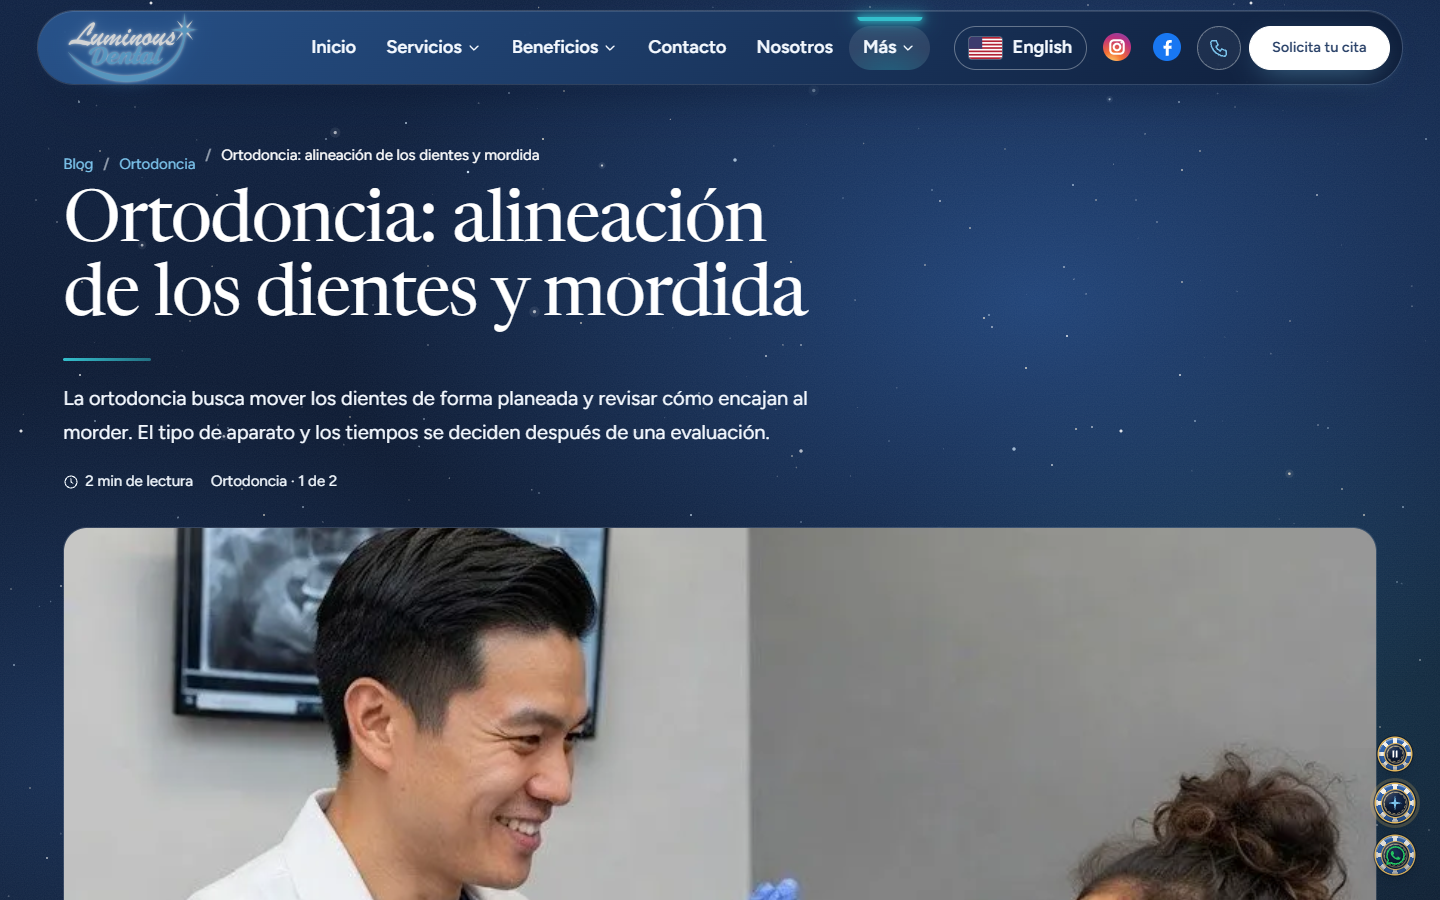 Luminous
Dental
Inicio
Servicios
Beneficios
Contacto
Nosotros
Más
English
Solicita tu cita
Blog / Ortodoncia / Ortodoncia: alineación de los dientes y mordida
Ortodoncia: alineación
de los dientes y mordida
La ortodoncia busca mover los dientes de forma planeada y revisar cómo encajan al
morder. El tipo de aparato y los tiempos se deciden después de una evaluación.
2 min de lectura
Ortodoncia · 1 de 2